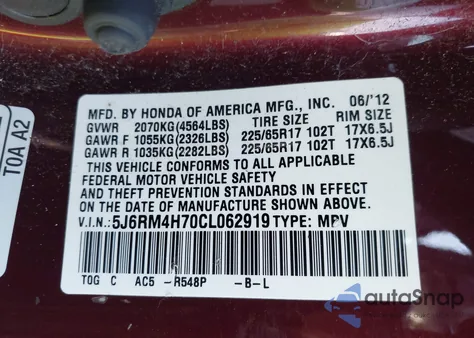 MFD. BY HONDA OF AMERICA MFG., INC. 06/'12
GVWR 2070KG(4564LBS) TIRE SIZE RIM SIZE
GAWR F 1055KG(2326LBS) 225/65R17 102T 17X6.5J
GAWR R 1035KG(2282LBS) 225/65R17 102T 17X6.5J
THIS VEHICLE CONFORMS TO ALL APPLICABLE
FEDERAL MOTOR VEHICLE SAFETY
AND THEFT PREVENTION STANDARDS IN EFFECT
ON THE DATE OF MANUFACTURE SHOWN ABOVE.
V.I.N: 5J6RM4H70CL062919 TYPE: MPV
TOG C AC5 -R548P -B-L
TOA A2
autoSnap